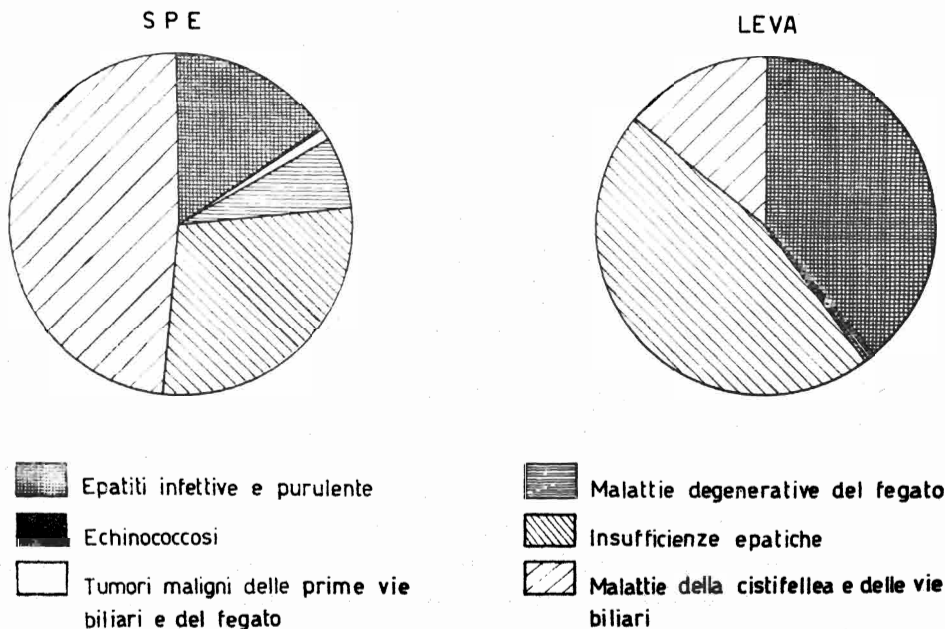 SPE
LEVA
Epatiti infettive e purulente
Echinococcosi
Tumori maligni delle prime vie
biliari e del fegato
Malattie degenerative del fegato
Insufficienze epatiche
Malattie della cistifellea e delle vie
biliari